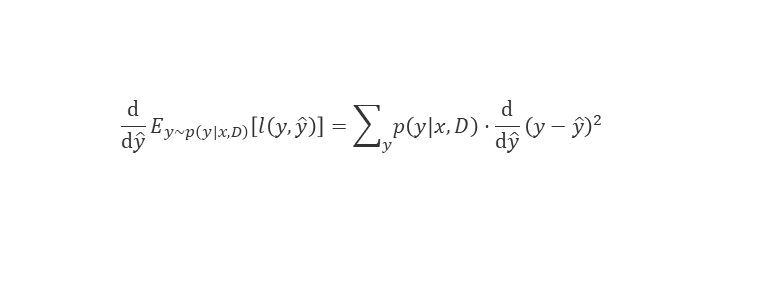 d/dŷ E_{y~p(y|x,D)}[l(y, ŷ)] = ∑_y p(y|x, D) · d/dŷ (y − ŷ)²